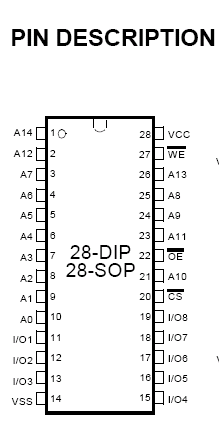 PIN DESCRIPTION
A14 1 28 VCC
A12 2 27 WE
A7 3 26 A13
A6 4 25 A8
A5 5 24 A9
A4 6 23 A11
A3 7 28-DIP 22 OE
A2 8 28-SOP 21 A10
A1 9 20 CS
A0 10 19 I/O8
I/O1 11 18 I/O7
I/O2 12 17 I/O6
I/O3 13 16 I/O5
VSS 14 15 I/O4